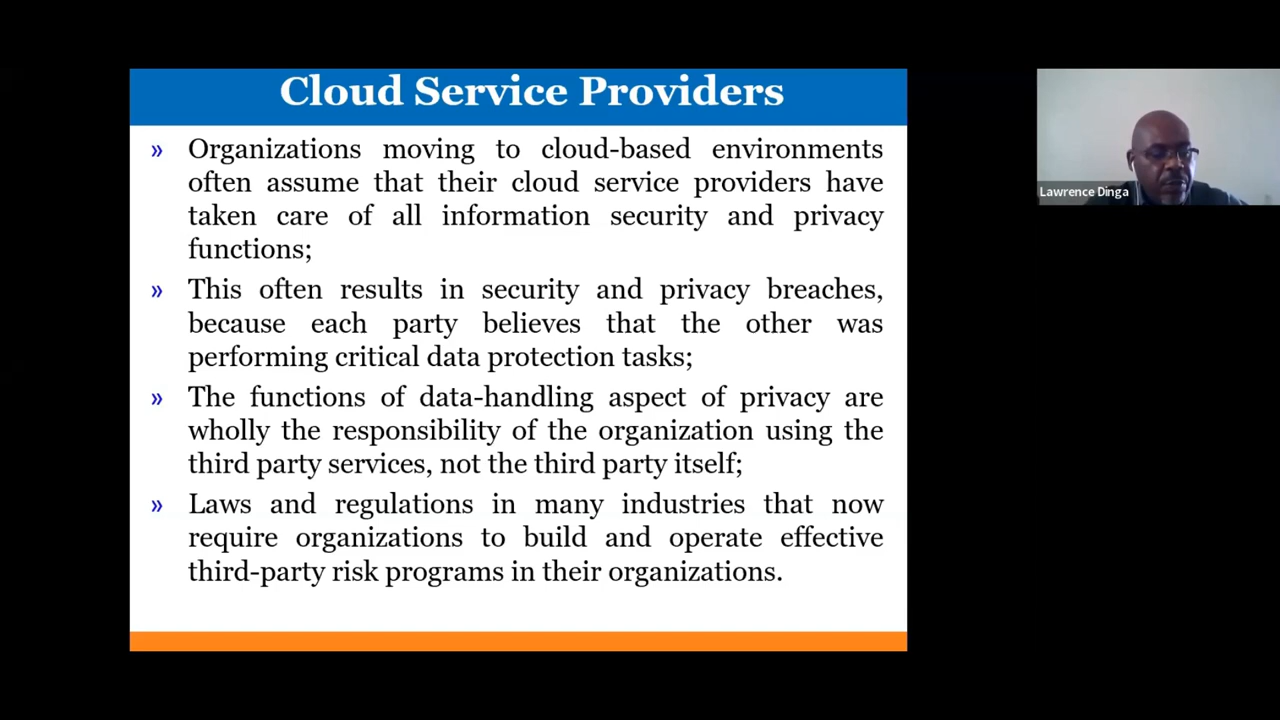 Cloud Service Providers
» Organizations moving to cloud-based environments
often assume that their cloud service providers have
taken care of all information security and privacy
functions;
» This often results in security and privacy breaches,
because each party believes that the other was
performing critical data protection tasks;
» The functions of data-handling aspect of privacy are
wholly the responsibility of the organization using the
third party services, not the third party itself;
» Laws and regulations in many industries that now
require organizations to build and operate effective
third-party risk programs in their organizations.
Lawrence Dinga